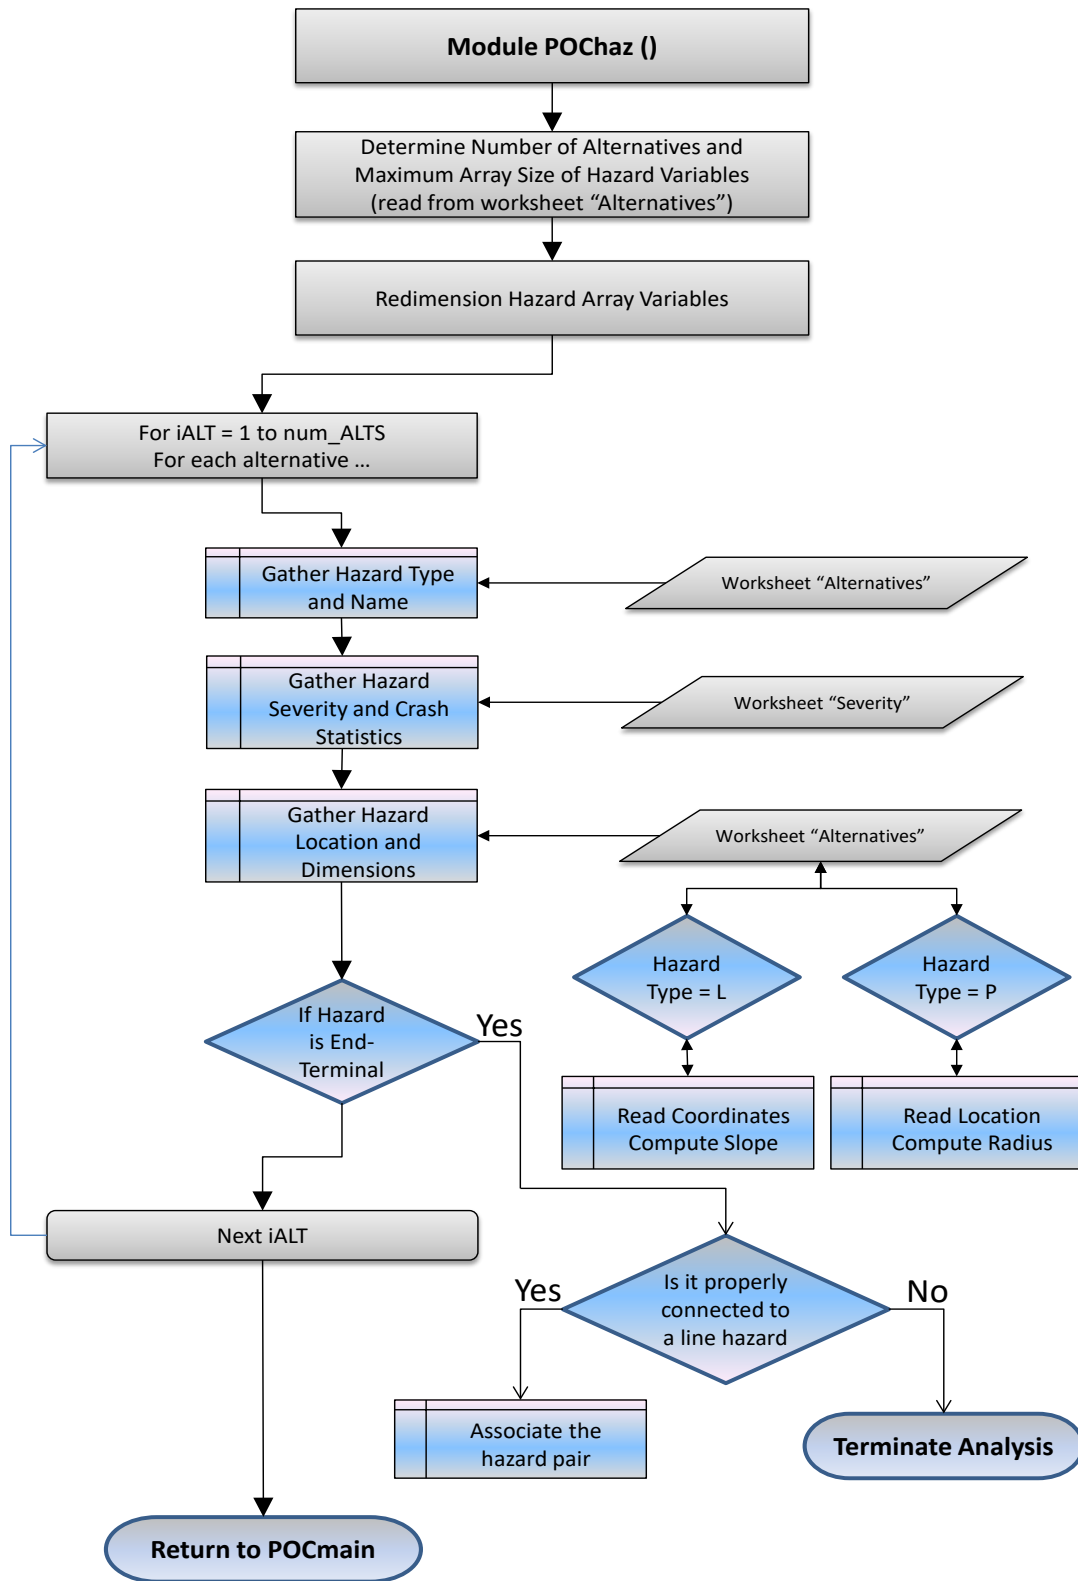 Module POChaz ()
Determine Number of Alternatives and
Maximum Array Size of Hazard Variables
(read from worksheet “Alternatives”)
Redimension Hazard Array Variables
For iALT = 1 to num_ALTS
For each alternative ...
Gather Hazard Type
and Name
Worksheet “Alternatives”
Gather Hazard
Severity and Crash
Statistics
Worksheet “Severity”
Gather Hazard
Location and
Dimensions
Worksheet “Alternatives”
Hazard
Type = L
Hazard
Type = P
If Hazard
is End-
Terminal
Yes
Read Coordinates
Compute Slope
Read Location
Compute Radius
Next iALT
Is it properly
connected to
a line hazard
Yes
No
Associate the
hazard pair
Terminate Analysis
Return to POCmain